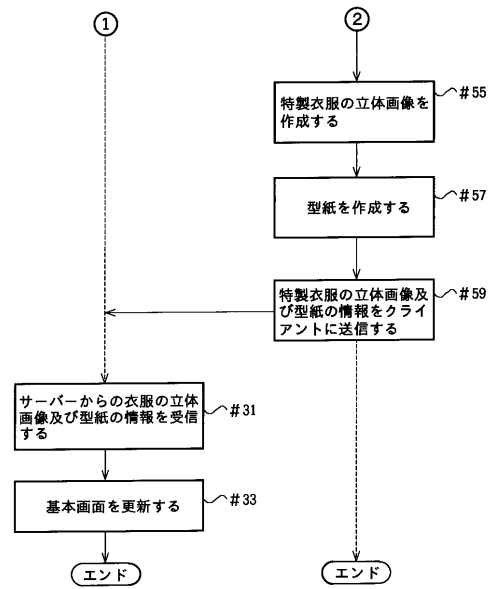 ①
②
特製衣服の立体画像を
作成する
#55
型紙を作成する
#57
特製衣服の立体画像及
び型紙の情報をクライ
アントに送信する
#59
サーバーからの衣服の立体
画像及び型紙の情報を受信
する
#31
基本画面を更新する
#33
エンド
エンド